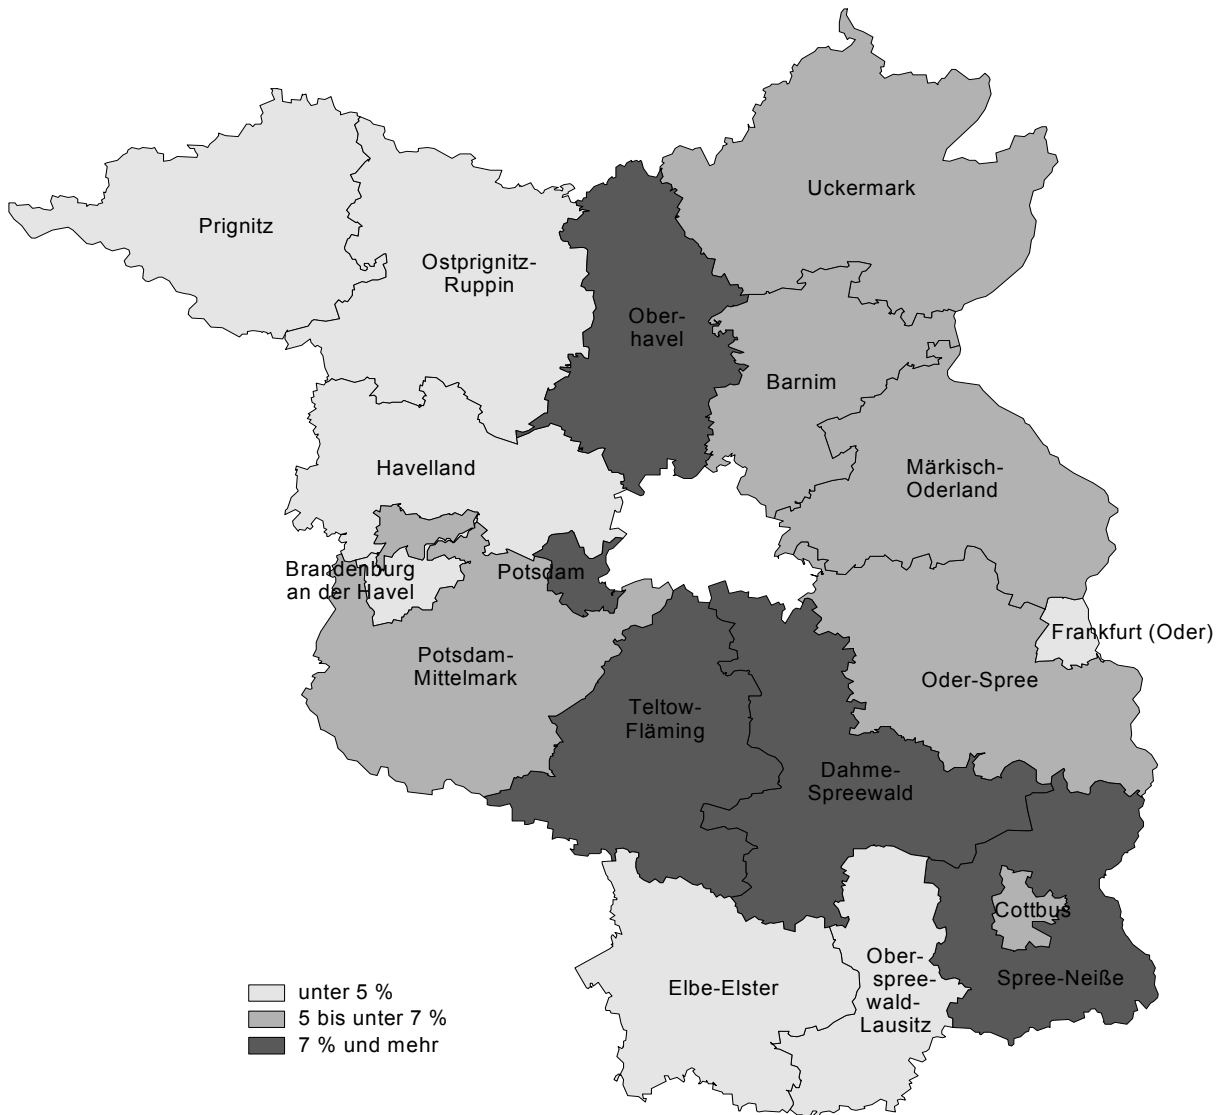 Uckermark
Prignitz
Ostprignitz-
Ruppin
Ober-
havel
Barnim
Havelland
Märkisch-
Oderland
Brandenburg
an der Havel
Potsdam
Frankfurt (Oder)
Potsdam-
Mittelmark
Oder-Spree
Teltow-
Fläming
Dahme-
Spreewald
Cottbus
Ober-
spree-
wald-
Lausitz
Spree-Neiße
Elbe-Elster
unter 5 %
5 bis unter 7 %
7 % und mehr